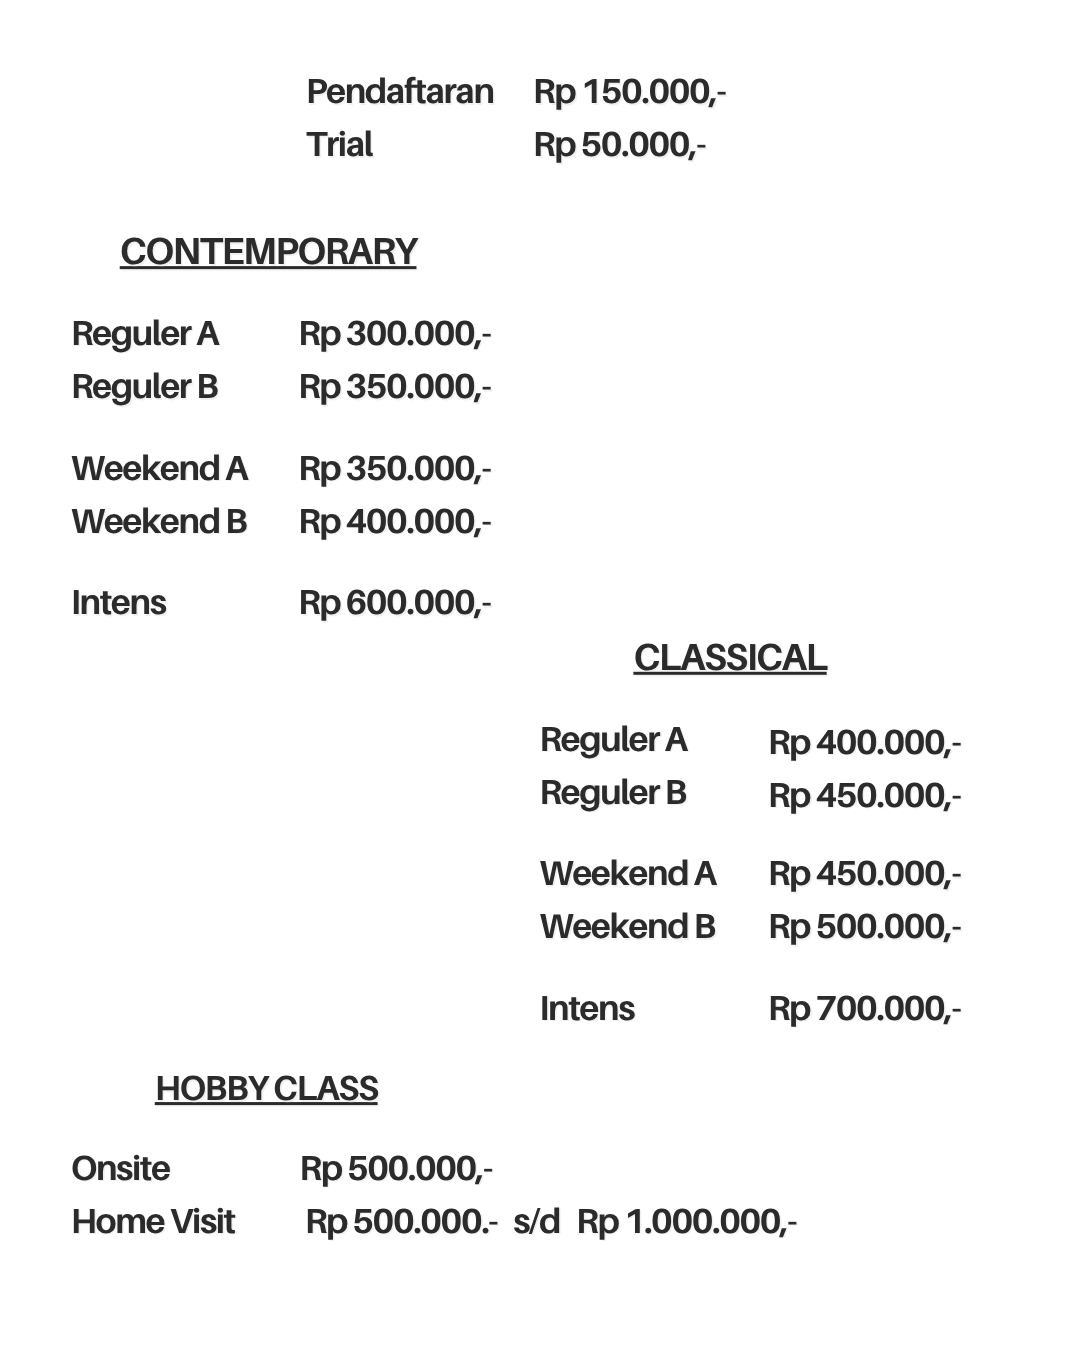 Pendaftaran Rp 150.000,-
Trial Rp 50.000,-
CONTEMPORARY
Reguler A Rp 300.000,-
Reguler B Rp 350.000,-
Weekend A Rp 350.000,-
Weekend B Rp 400.000,-
Intens Rp 600.000,-
CLASSICAL
Reguler A Rp 400.000,-
Reguler B Rp 450.000,-
Weekend A Rp 450.000,-
Weekend B Rp 500.000,-
Intens Rp 700.000,-
HOBBY CLASS
Onsite Rp 500.000,-
Home Visit Rp 500.000.- s/d Rp 1.000.000,-